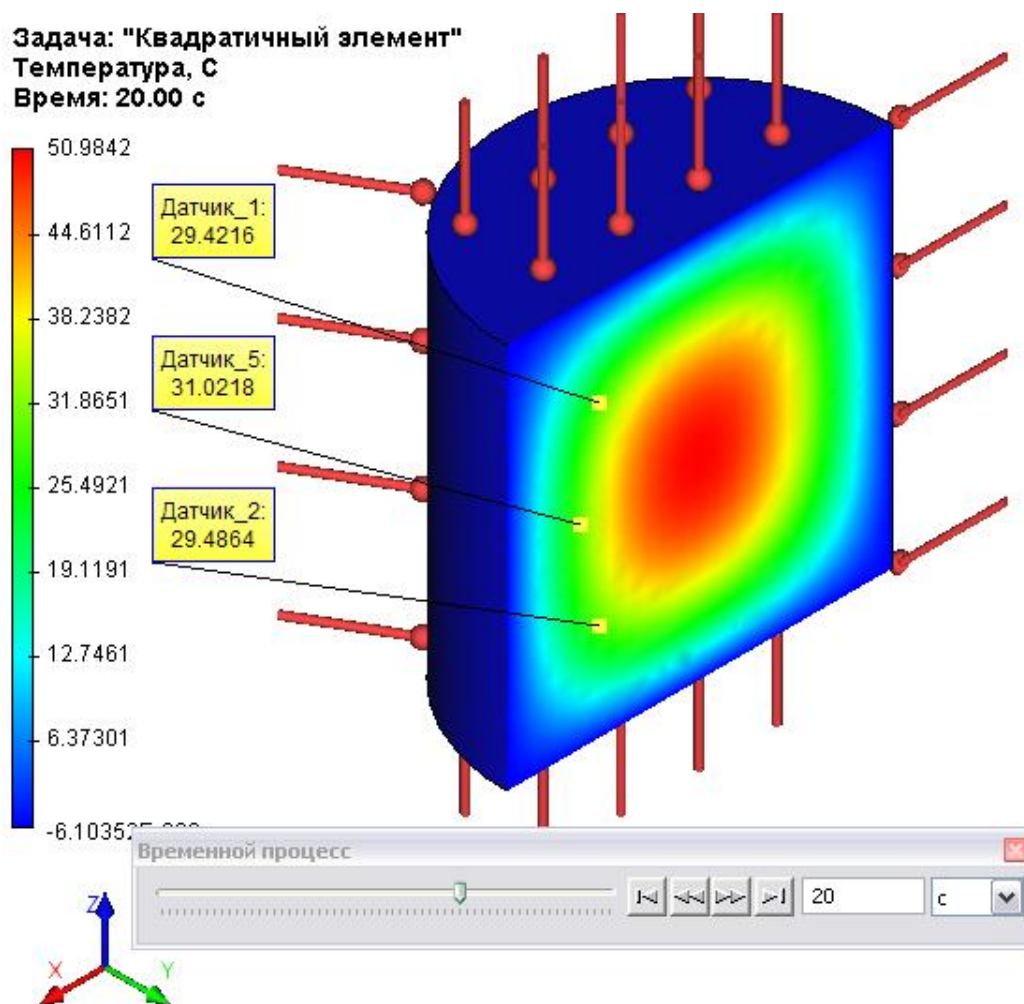 Задача: "Квадратичный элемент"
Температура, С
Время: 20.00 с
50.9842
44.6112
38.2382
31.8651
25.4921
19.1191
12.7461
6.37301
Датчик_1:
29.4216
Датчик_5:
31.0218
Датчик_2:
29.4864
Временной процесс
20
с
Z
X
Y